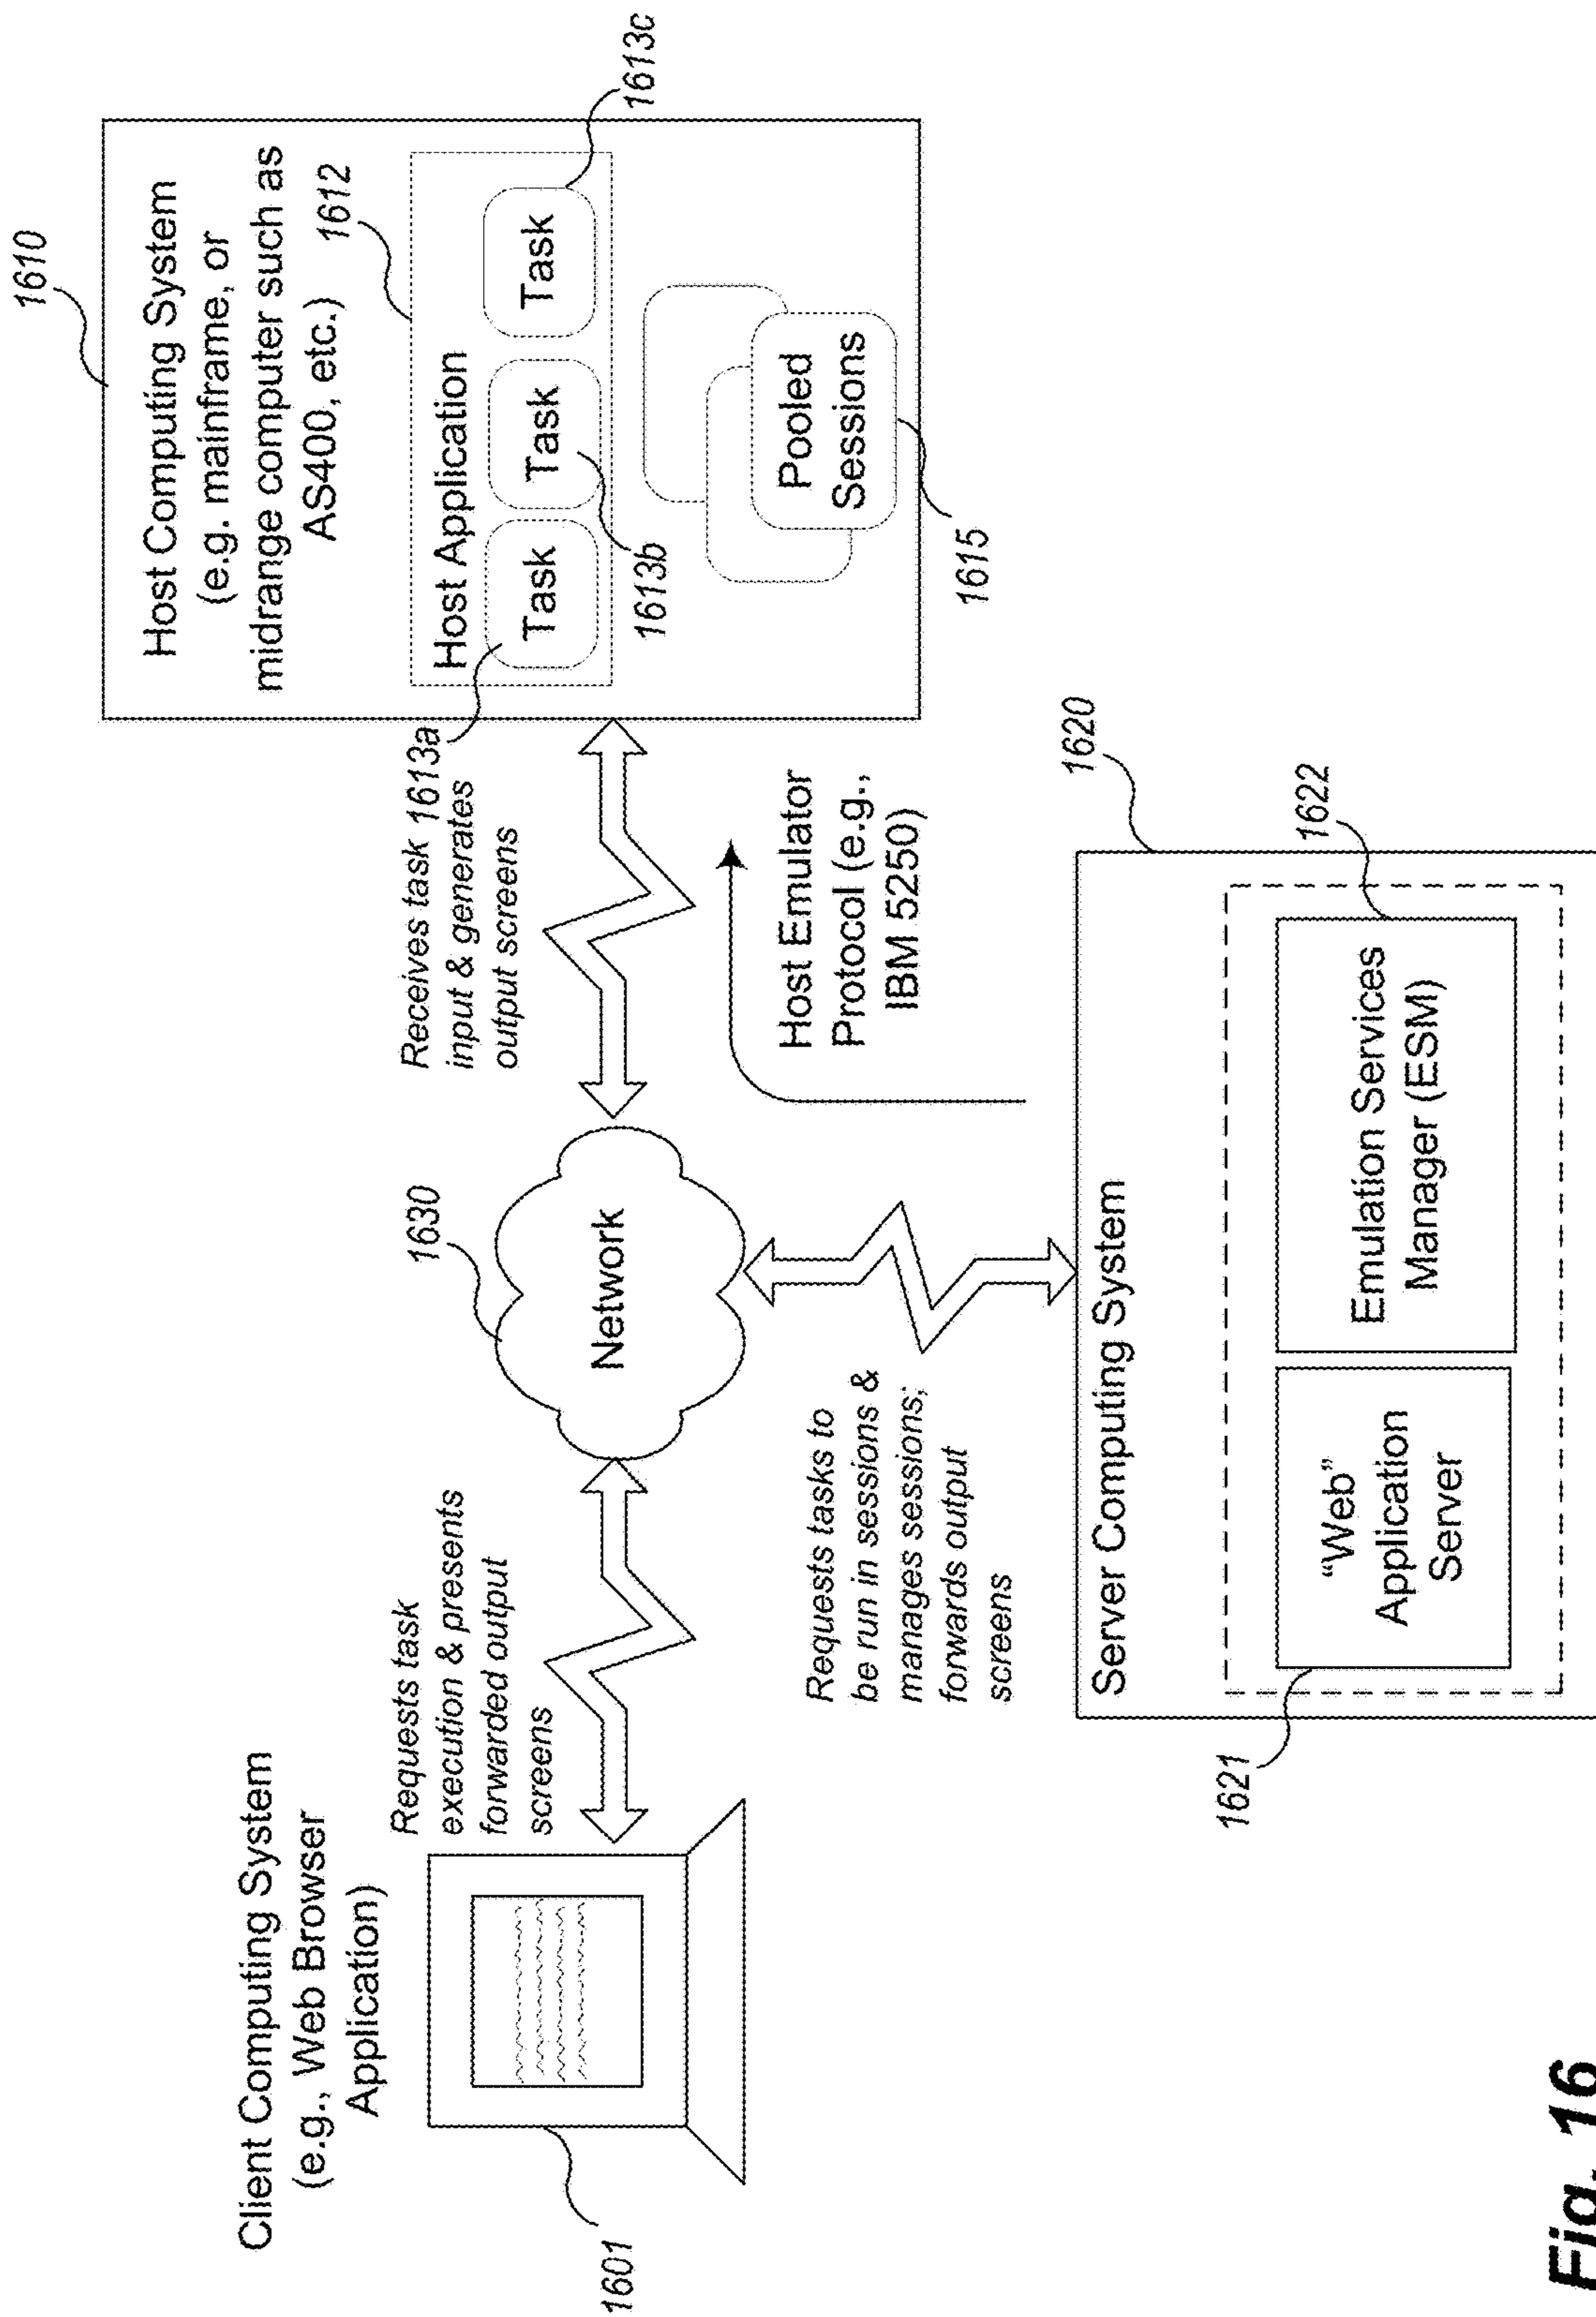 1610
Host Computing System
(e.g. mainframe, or
midrange computer such as
AS400, etc.)
1612
Host Application
Task
Task
Task
1613c
1613b
1613a
Pooled
Sessions
1615
Client Computing System
(e.g., Web Browser
Application)
1601
Requests task
execution & presents
forwarded output
screens
1630
Network
Receives task
input & generates
output screens
Host Emulator
Protocol (e.g.,
IBM 5250)
Requests tasks to
be run in sessions &
manages sessions;
forwards output
screens
1620
Server Computing System
1621
“Web”
Application
Server
1622
Emulation Services
Manager (ESM)
Fig. 16